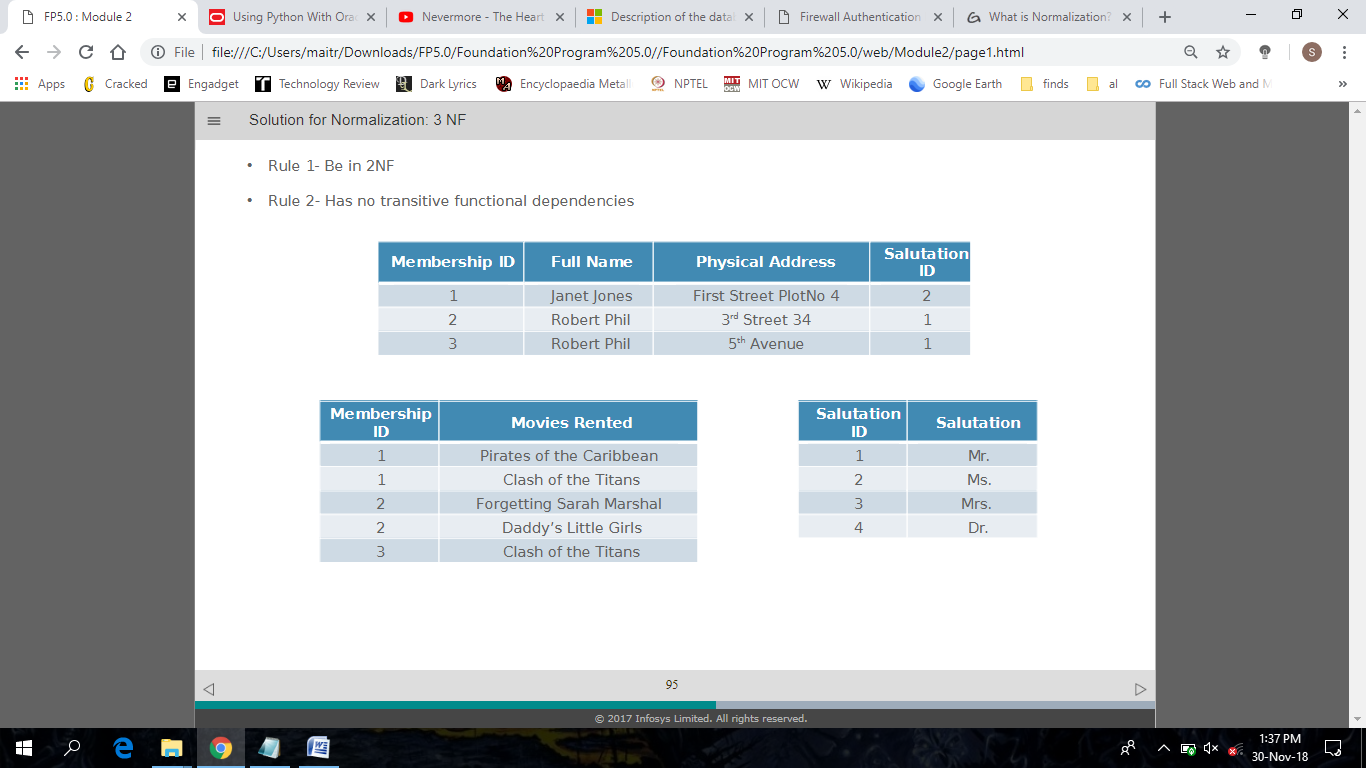 FP5.0 : Module 2
Using Python With Orac
Nevermore - The Heart
Description of the datal
Firewall Authentication
What is Normalization?
File
file:///C:/Users/maitr/Downloads/FP5.0/Foundation%20Program%205.0//Foundation%20Program%205.0/web/Module2/page1.html
S
Apps
Cracked
Engadget
Technology Review
Dark Lyrics
Encyclopaedia Metall
NPTEL
MIT OCW
Wikipedia
Google Earth
finds
al
Full Stack Web and M
»
Solution for Normalization: 3 NF
• Rule 1- Be in 2NF
• Rule 2- Has no transitive functional dependencies
Membership ID Full Name Physical Address Salutation ID
1 Janet Jones First Street PlotNo 4 2
2 Robert Phil 3rd Street 34 1
3 Robert Phil 5th Avenue 1
Membership ID Movies Rented
1 Pirates of the Caribbean
1 Clash of the Titans
2 Forgetting Sarah Marshal
2 Daddy’s Little Girls
3 Clash of the Titans
Salutation ID Salutation
1 Mr.
2 Ms.
3 Mrs.
4 Dr.
95
© 2017 Infosys Limited. All rights reserved.
1:37 PM
30-Nov-18